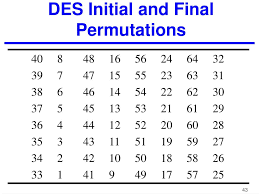 DES Initial and Final
Permutations
40 8 48 16 56 24 64 32
39 7 47 15 55 23 63 31
38 6 46 14 54 22 62 30
37 5 45 13 53 21 61 29
36 4 44 12 52 20 60 28
35 3 43 11 51 19 59 27
34 2 42 10 50 18 58 26
33 1 41 9 49 17 57 25
43